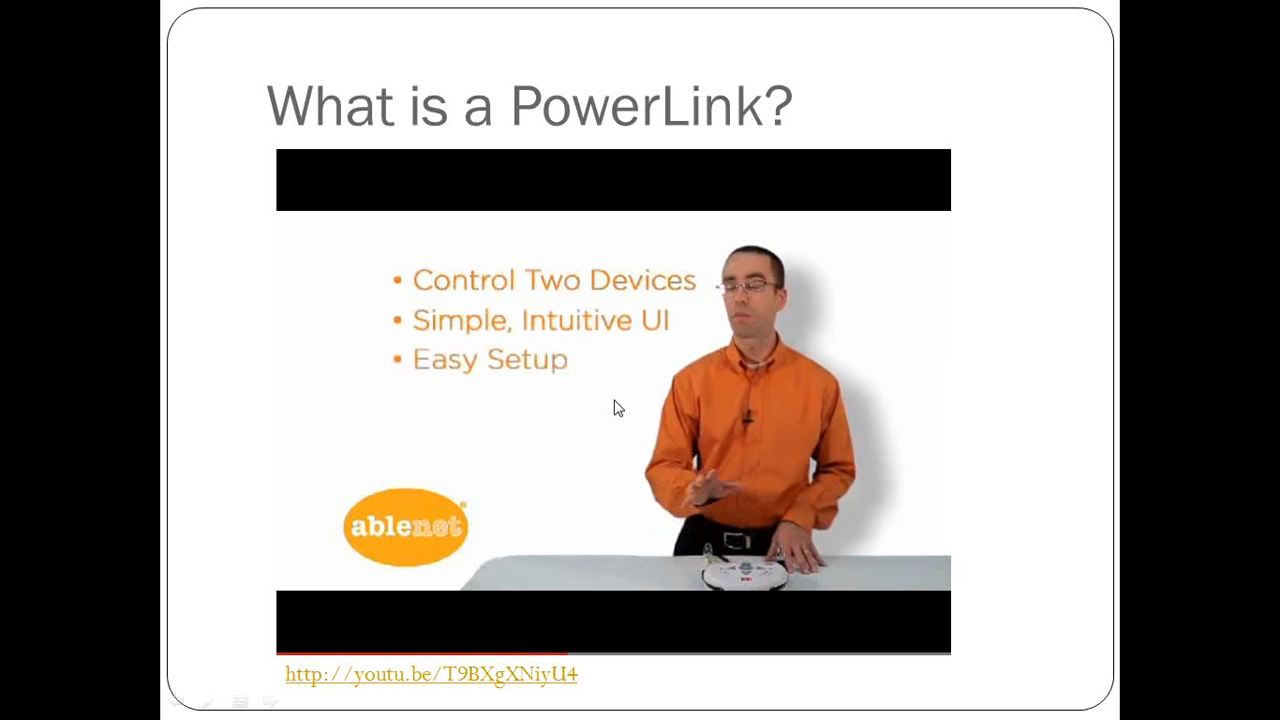 What is a PowerLink?
• Control Two Devices
• Simple, Intuitive UI
• Easy Setup
ablenet®
http://youtu.be/T9BXgXNiyU4